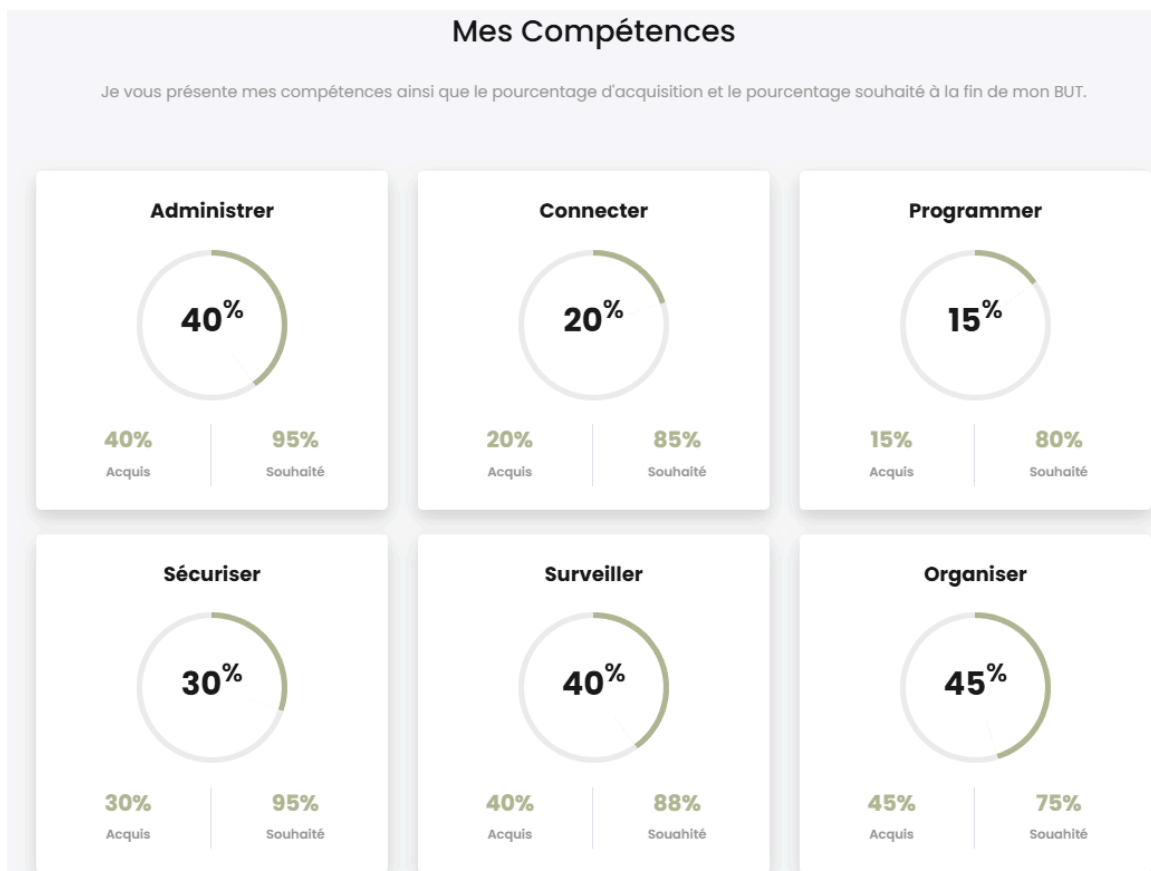 Mes Compétences
Je vous présente mes compétences ainsi que le pourcentage d'acquisition et le pourcentage souhaité à la fin de mon BUT.
Administrer
40%
40% 95%
Acquis Souhaité
Connecter
20%
20% 85%
Acquis Souhaité
Programmer
15%
15% 80%
Acquis Souhaité
Sécuriser
30%
30% 95%
Acquis Souhaité
Surveiller
40%
40% 88%
Acquis Souahité
Organiser
45%
45% 75%
Acquis Souahité